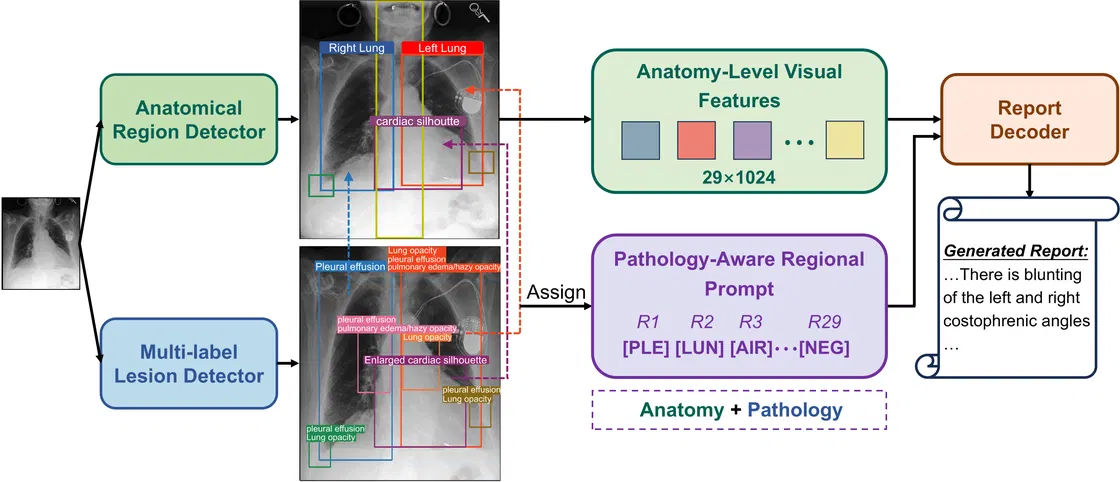 Anatomical
Region Detector
Multi-label
Lesion Detector
Right Lung
Left Lung
cardiac silhoutte
Lung opacity
pleural effusion
pulmonary edema/hazy opacity
Pleural effusion
pleural effusion
pulmonary edema/hazy opacity
Lung opacity
Enlarged cardiac silhouette
pleural effusion
Lung opacity
pleural effusion
Lung opacity
Assign
Anatomy-Level Visual
Features
29×1024
Pathology-Aware Regional
Prompt
R1 R2 R3 R29
[PLE] [LUN] [AIR]···[NEG]
Anatomy + Pathology
Report
Decoder
Generated Report:
…There is blunting
of the left and right
costophrenic angles
…